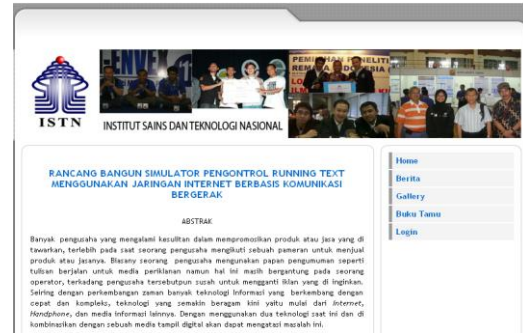 ISTN
INSTITUT SAINS DAN TEKNOLOGI NASIONAL
RANCANG BANGUN SIMULATOR PENGONTROL RUNNING TEXT
MENGGUNAKAN JARINGAN INTERNET BERBASIS KOMUNIKASI
BERGERAK
ABSTRAK
Banyak pengusaha yang mengalami kesulitan dalam mempromosikan produk atau jasa yang di
tawarkan, terlebih pada saat seorang pengusaha mengikuti sebuah pameran untuk menjual
produk atau jasanya. Biasany seorang pengusaha mengunakan papan pengumuman seperti
tulisan berjalan untuk media periklanan namun hal ini masih bergantung pada seorang
operator, terkadang pengusaha tersebutpun susah untuk mengganti iklan yang di inginkan.
Seiring dengan perkembangan zaman banyak teknologi informasi yang berkembang dengan
cepat dan kompleks, teknologi yang semakin beragam kini yaitu mulai dari Internet,
Handphone, dan media informasi lainnya. Dengan menggunakan dua teknologi saat ini dan di
kombinasikan dengan sebuah media tampil digital akan dapat mengatasi masalah ini.
Home
Berita
Gallery
Buku Tamu
Login